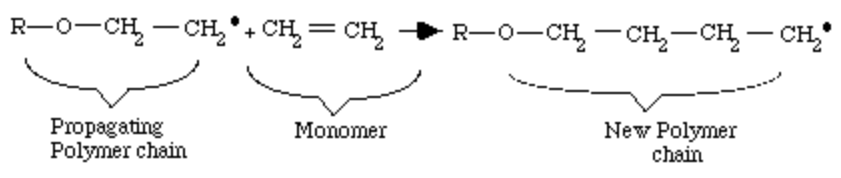 R—O—CH₂—CH₂• + CH₂=CH₂ → R—O—CH₂—CH₂—CH₂—CH₂•
Propagating
Polymer chain
Monomer
New Polymer
chain